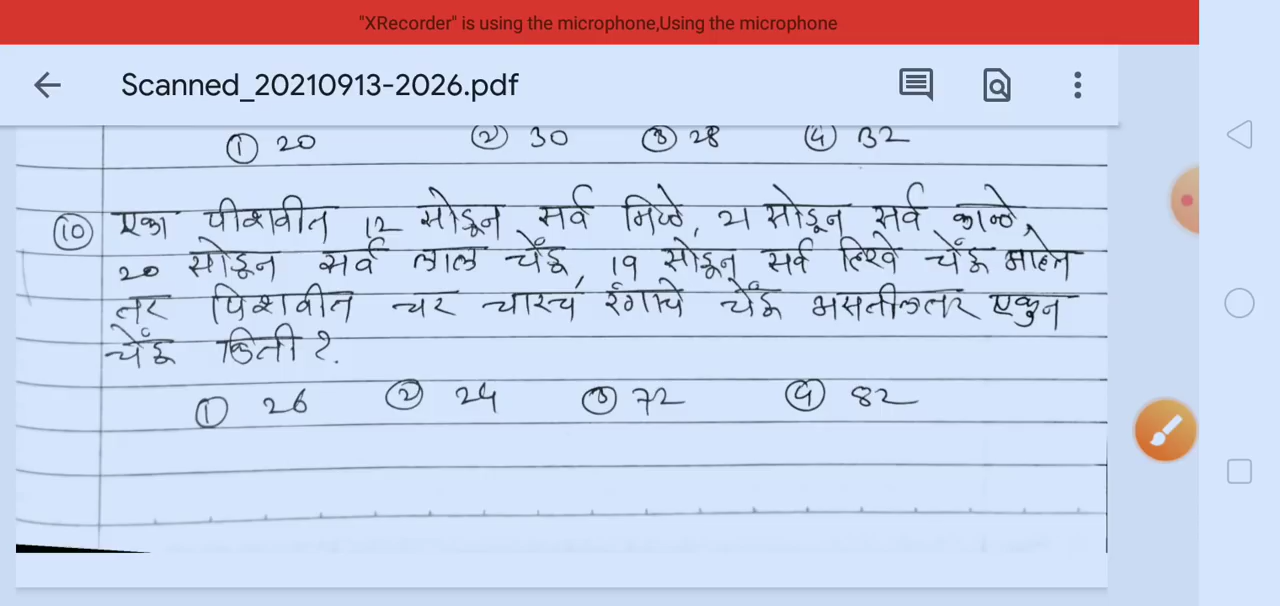 "XRecorder" is using the microphone,Using the microphone
Scanned_20210913-2026.pdf
① 20 ② 30 ③ 28 ④ 32
⑩ एका पीशवीत 12 सोडून सर्व निळे, 21 सोडून सर्व काळे,
20 सोडून सर्व लाल चेंडू, 19 सोडून सर्व हिरवे चेंडू आहेत
तर पिशवीत चर चारच रंगाचे चेंडू असतील तर एकुन
चेंडू किती?
① 26 ② 24 ③ 72 ④ 82